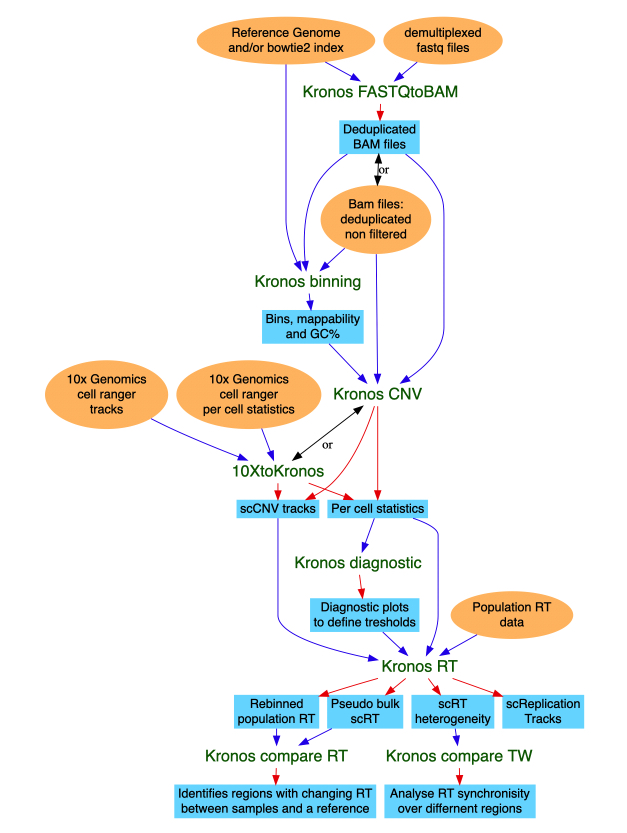 Reference Genome
and/or bowtie2 index
demultiplexed
fastq files
Kronos FASTQtoBAM
Deduplicated
BAM files
or
Bam files:
deduplicated
non filtered
Kronos binning
Bins, mappability
and GC%
10x Genomics
cell ranger
tracks
10x Genomics
cell ranger
per cell statistics
Kronos CNV
or
10XtoKronos
scCNV tracks
Per cell statistics
Kronos diagnostic
Diagnostic plots
to define tresholds
Population RT
data
Kronos RT
Rebinned
population RT
Pseudo bulk
scRT
scRT
heterogeneity
scReplication
Tracks
Kronos compare RT
Kronos compare TW
Identifies regions with changing RT
between samples and a reference
Analyse RT synchronisity
over differnent regions